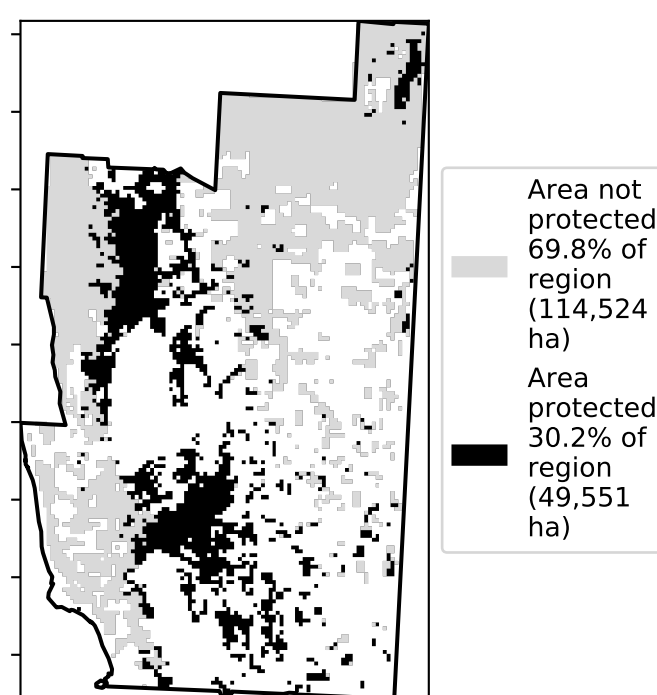 Area not
protected
69.8% of
region
(114,524
ha)
Area
protected
30.2% of
region
(49,551
ha)